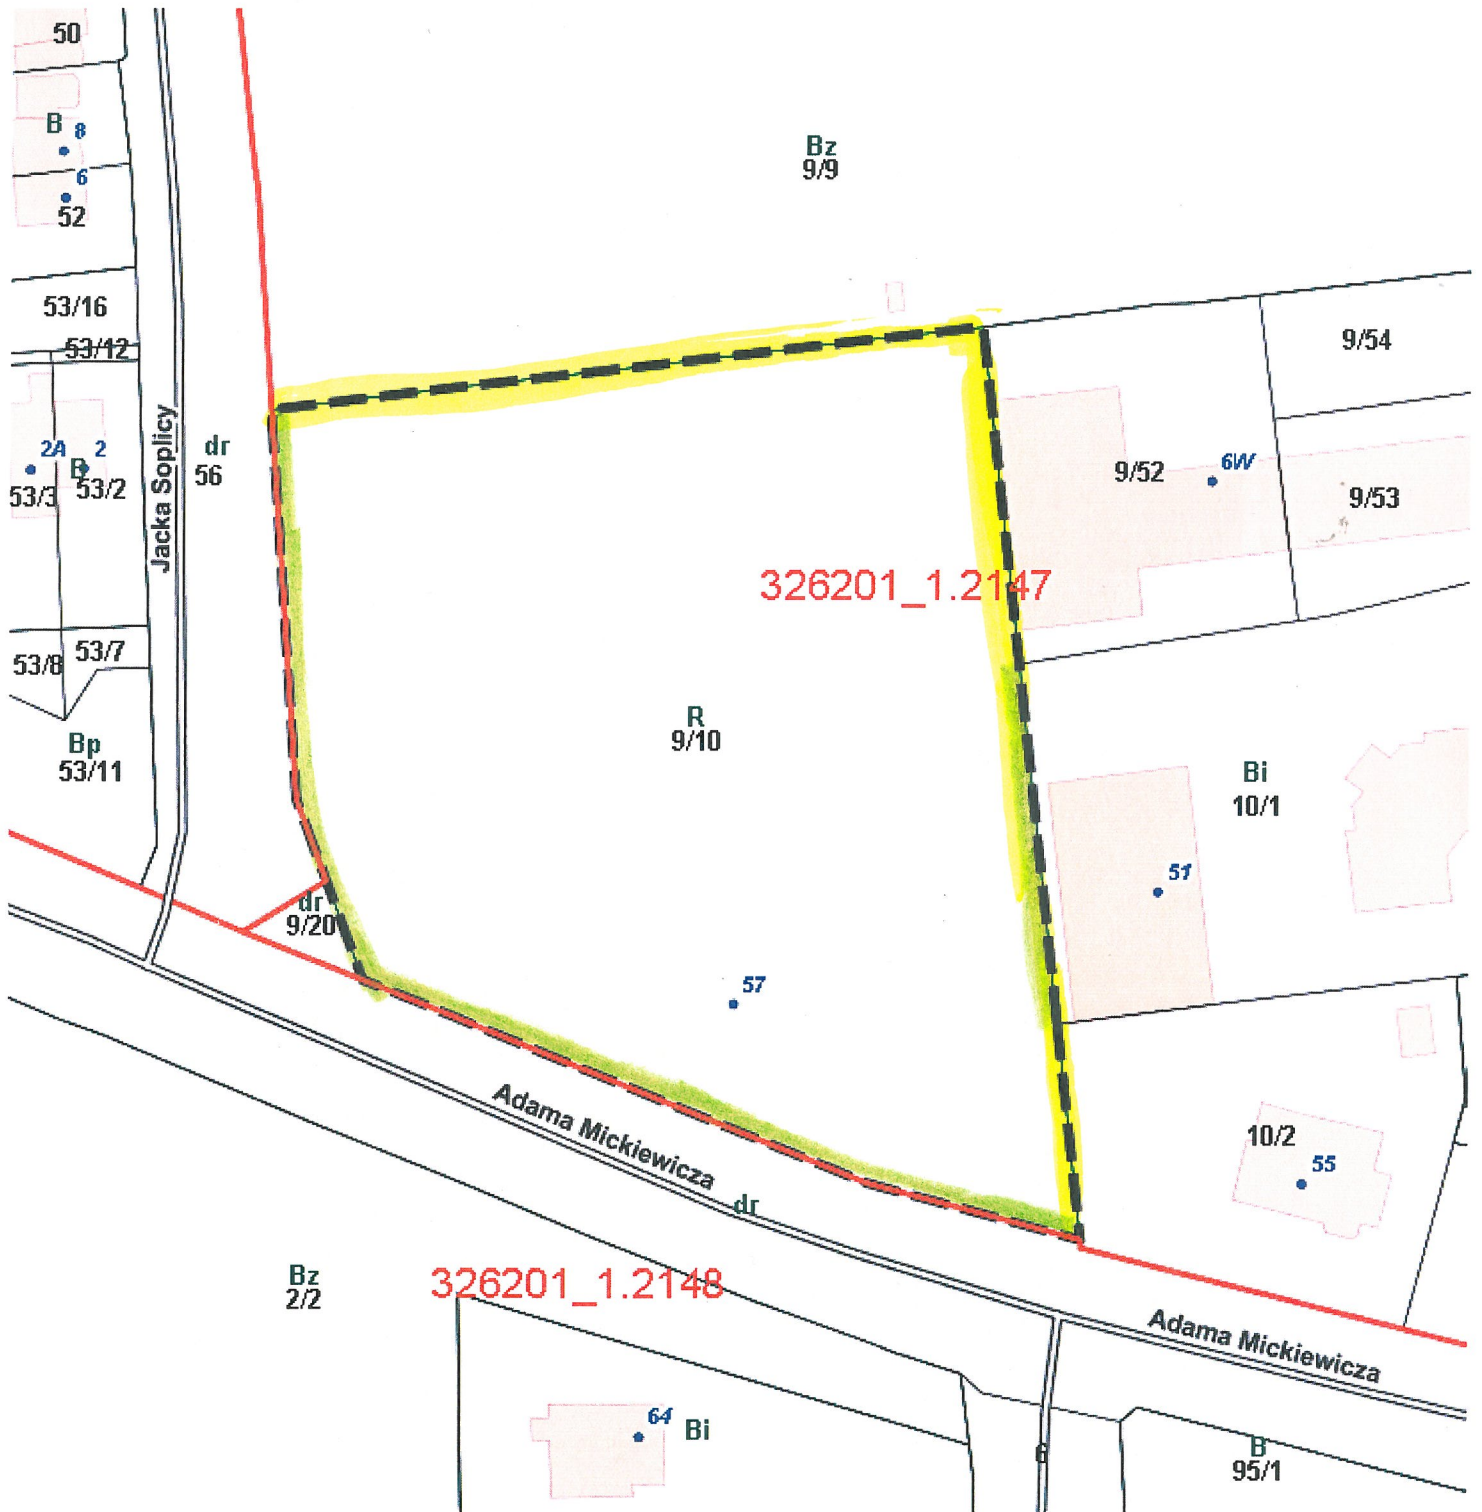 50
B 8
Bz
9/9
6
52
53/16
53/12
9/54
Jacka Soplicy
dr
56
2A
B 2
53/3
53/2
9/52
6W
9/53
326201_1.2147
53/8
53/7
R
9/10
Bp
53/11
Bi
10/1
51
dr
9/20
57
Adama Mickiewicza
dr
10/2
55
Bz
2/2
326201_1.2148
Adama Mickiewicza
64
Bi
6
B
95/1